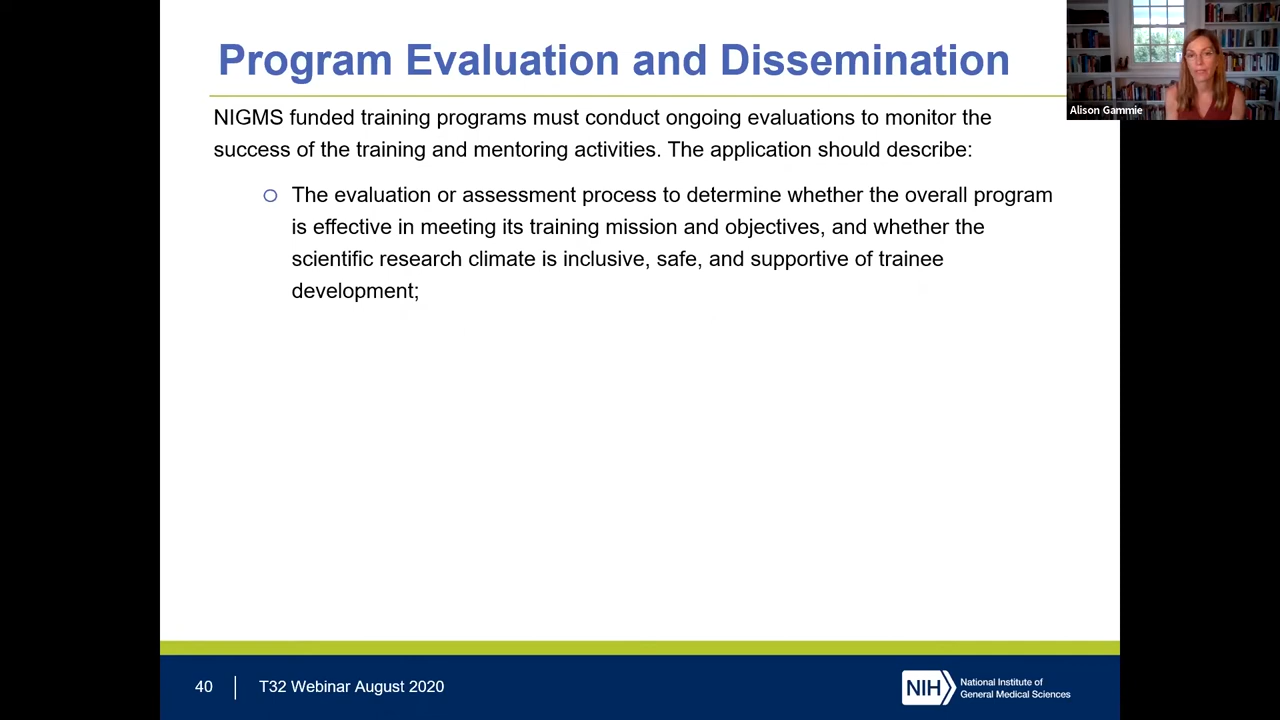 Program Evaluation and Dissemination
Alison Gammie
NIGMS funded training programs must conduct ongoing evaluations to monitor the
success of the training and mentoring activities. The application should describe:
The evaluation or assessment process to determine whether the overall program
is effective in meeting its training mission and objectives, and whether the
scientific research climate is inclusive, safe, and supportive of trainee
development;
40
T32 Webinar August 2020
NIH
National Institute of
General Medical Sciences